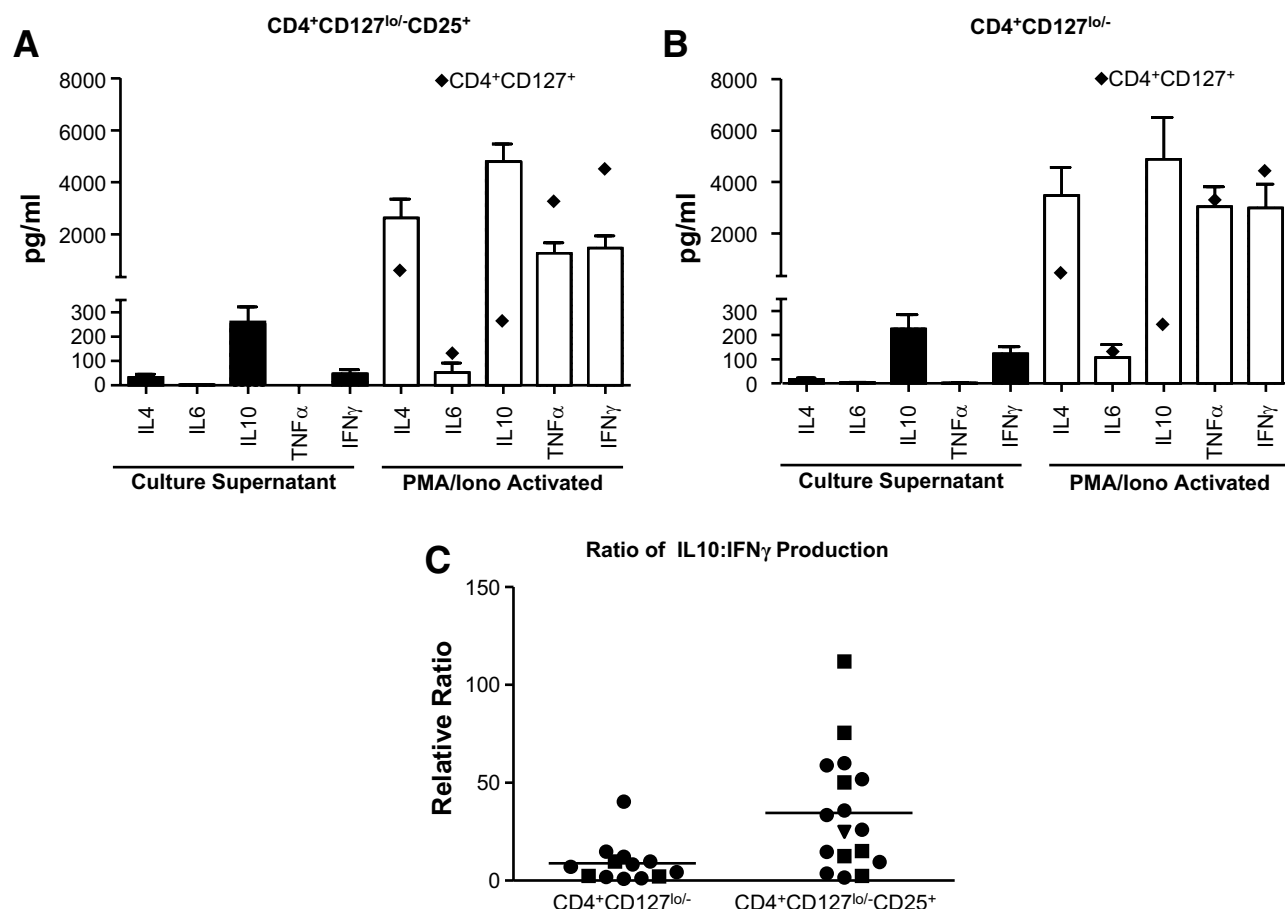 A
CD4⁺CD127ˡᵒ/⁻CD25⁺
8000
6000
4000
2000
300
200
100
0
pg/ml
◆CD4⁺CD127⁺
IL4
IL6
IL10
TNFα
IFNγ
IL4
IL6
IL10
TNFα
IFNγ
Culture Supernatant
PMA/Iono Activated
B
CD4⁺CD127ˡᵒ/⁻
8000
6000
4000
2000
300
200
100
0
pg/ml
◆CD4⁺CD127⁺
IL4
IL6
IL10
TNFα
IFNγ
IL4
IL6
IL10
TNFα
IFNγ
Culture Supernatant
PMA/Iono Activated
C
Ratio of IL10:IFNγ Production
150
100
50
0
Relative Ratio
CD4⁺CD127ˡᵒ/⁻
CD4⁺CD127ˡᵒ/⁻CD25⁺